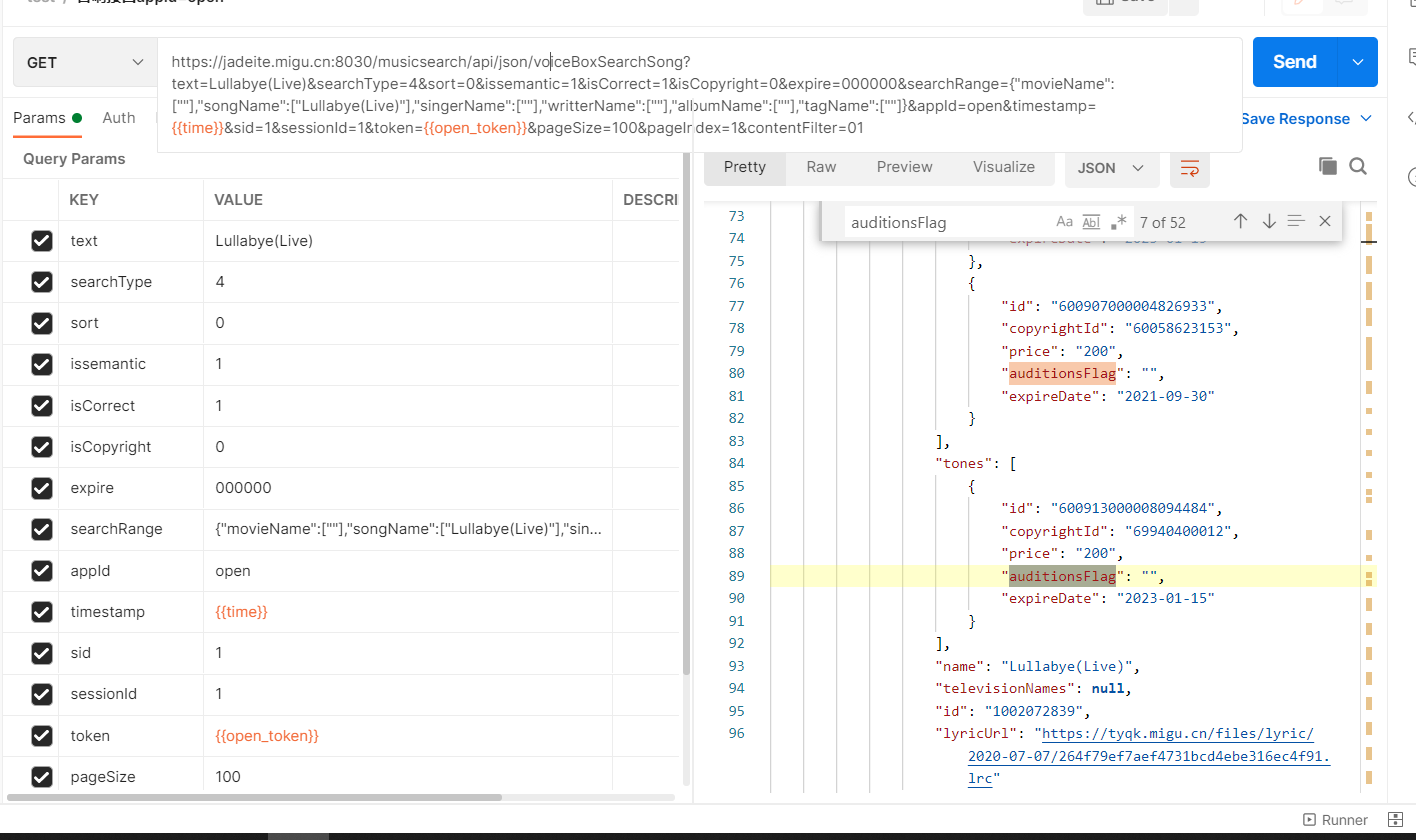 Save
GET
https://jadeite.migu.cn:8030/musicsearch/api/json/voiceBoxSearchSong?
text=Lullabye(Live)&searchType=4&sort=0&issemantic=1&isCorrect=1&isCopyright=0&expire=000000&searchRange={"movieName":
[""],"songName":["Lullabye(Live)"],"singerName":[""],"writterName":[""],"albumName":[""],"tagName":[""]}&appId=open&timestamp=
{{time}}&sid=1&sessionId=1&token={{open_token}}&pageSize=100&pageIndex=1&contentFilter=01
Send
Params
Auth
Save Response
Query Params
KEY VALUE DESCRI
text Lullabye(Live)
searchType 4
sort 0
issemantic 1
isCorrect 1
isCopyright 0
expire 000000
searchRange {"movieName":[""],"songName":["Lullabye(Live)"],"sin...
appId open
timestamp {{time}}
sid 1
sessionId 1
token {{open_token}}
pageSize 100
Pretty Raw Preview Visualize JSON
auditionsFlag Aa Abl .* 7 of 52
73
74
75 },
76 {
77 "id": "600907000004826933",
78 "copyrightId": "60058623153",
79 "price": "200",
80 "auditionsFlag": "",
81 "expireDate": "2021-09-30"
82 }
83 ],
84 "tones": [
85 {
86 "id": "600913000008094484",
87 "copyrightId": "69940400012",
88 "price": "200",
89 "auditionsFlag": "",
90 "expireDate": "2023-01-15"
91 }
92 ],
93 "name": "Lullabye(Live)",
94 "televisionNames": null,
95 "id": "1002072839",
96 "lyricUrl": "https://tyqk.migu.cn/files/lyric/
2020-07-07/264f79ef7aef4731bcd4ebe316ec4f91.
lrc"
Runner